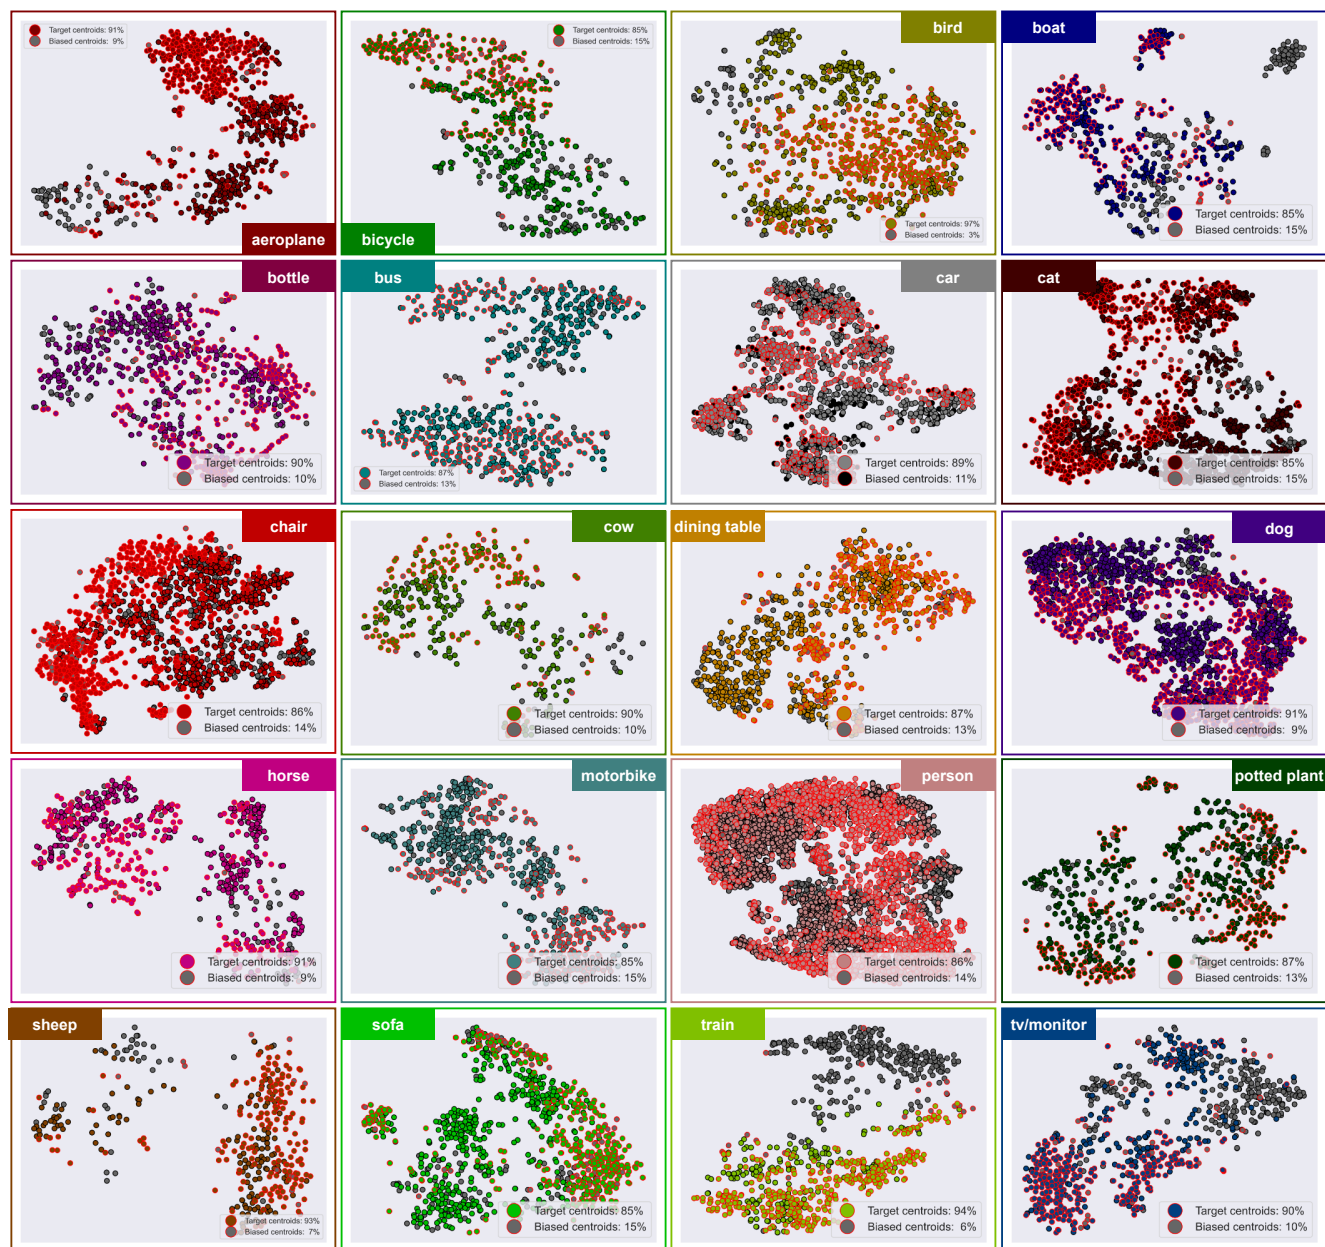 Target centroids: 91%
Biased centroids: 9%
aeroplane
Target centroids: 85%
Biased centroids: 15%
bicycle
bird
Target centroids: 97%
Biased centroids: 3%
boat
Target centroids: 85%
Biased centroids: 15%
bottle
Target centroids: 90%
Biased centroids: 10%
bus
Target centroids: 87%
Biased centroids: 13%
car
Target centroids: 89%
Biased centroids: 11%
cat
Target centroids: 85%
Biased centroids: 15%
chair
Target centroids: 86%
Biased centroids: 14%
cow
Target centroids: 90%
Biased centroids: 10%
dining table
Target centroids: 87%
Biased centroids: 13%
dog
Target centroids: 91%
Biased centroids: 9%
horse
Target centroids: 91%
Biased centroids: 9%
motorbike
Target centroids: 85%
Biased centroids: 15%
person
Target centroids: 86%
Biased centroids: 14%
potted plant
Target centroids: 87%
Biased centroids: 13%
sheep
Target centroids: 93%
Biased centroids: 7%
sofa
Target centroids: 85%
Biased centroids: 15%
train
Target centroids: 94%
Biased centroids: 6%
tv/monitor
Target centroids: 90%
Biased centroids: 10%